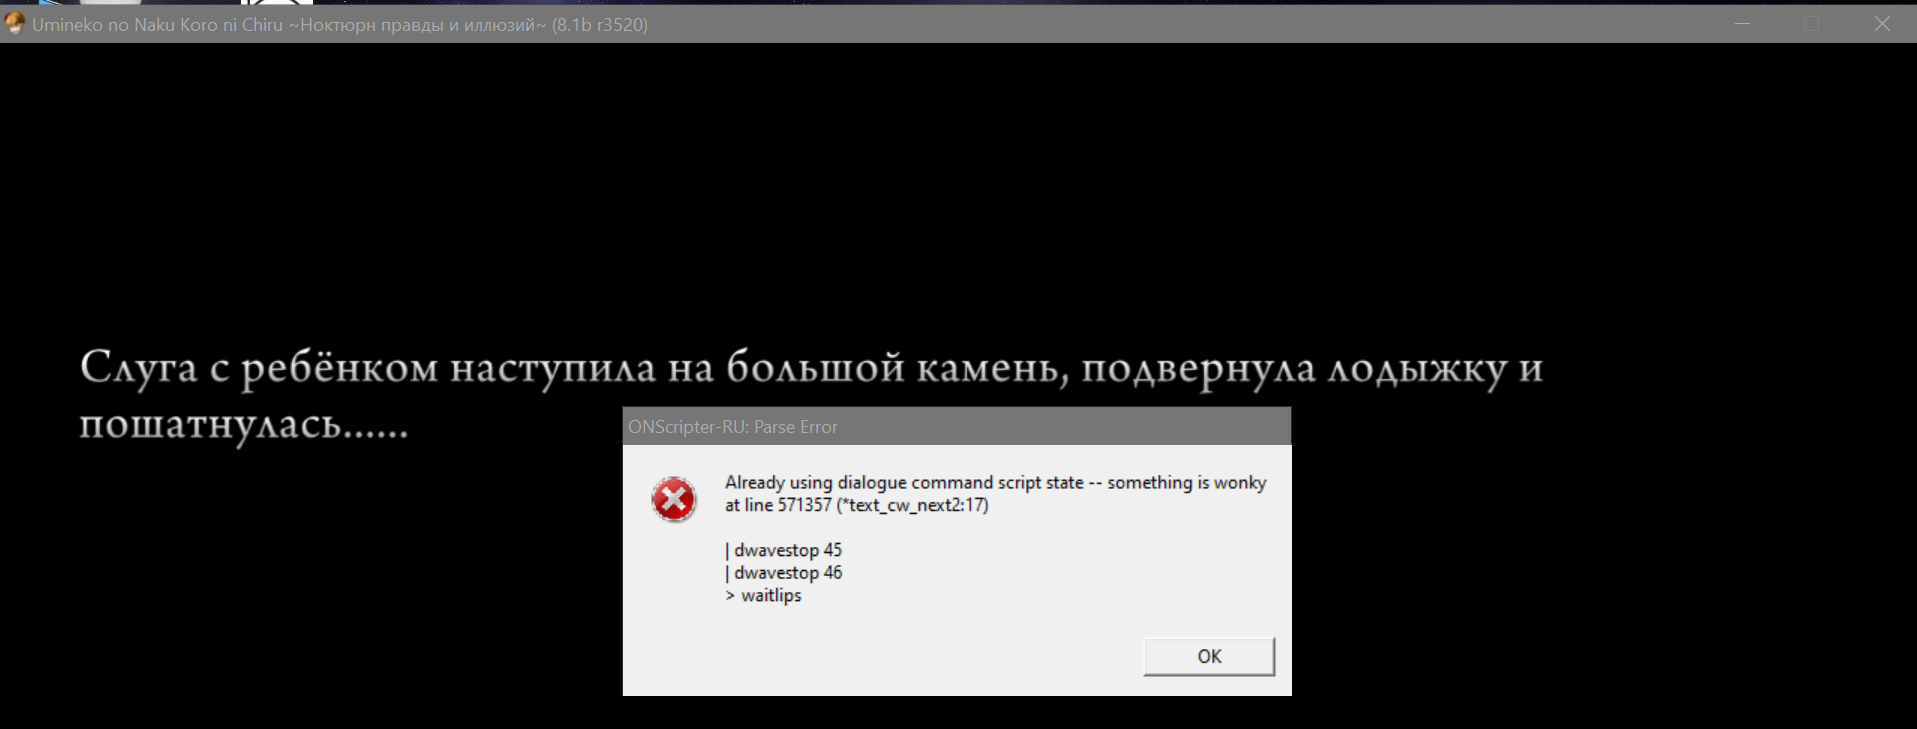 Umineko no Naku Koro ni Chiru ~Ноктюрн правды и иллюзий~ (8.1b r3520)
Слуга с ребёнком наступила на большой камень, подвернула лодыжку и
пошатнулась......
ONScripter-RU: Parse Error
Already using dialogue command script state -- something is wonky
at line 571357 (*text_cw_next2:17)
| dwavestop 45
| dwavestop 46
> waitlips
OK